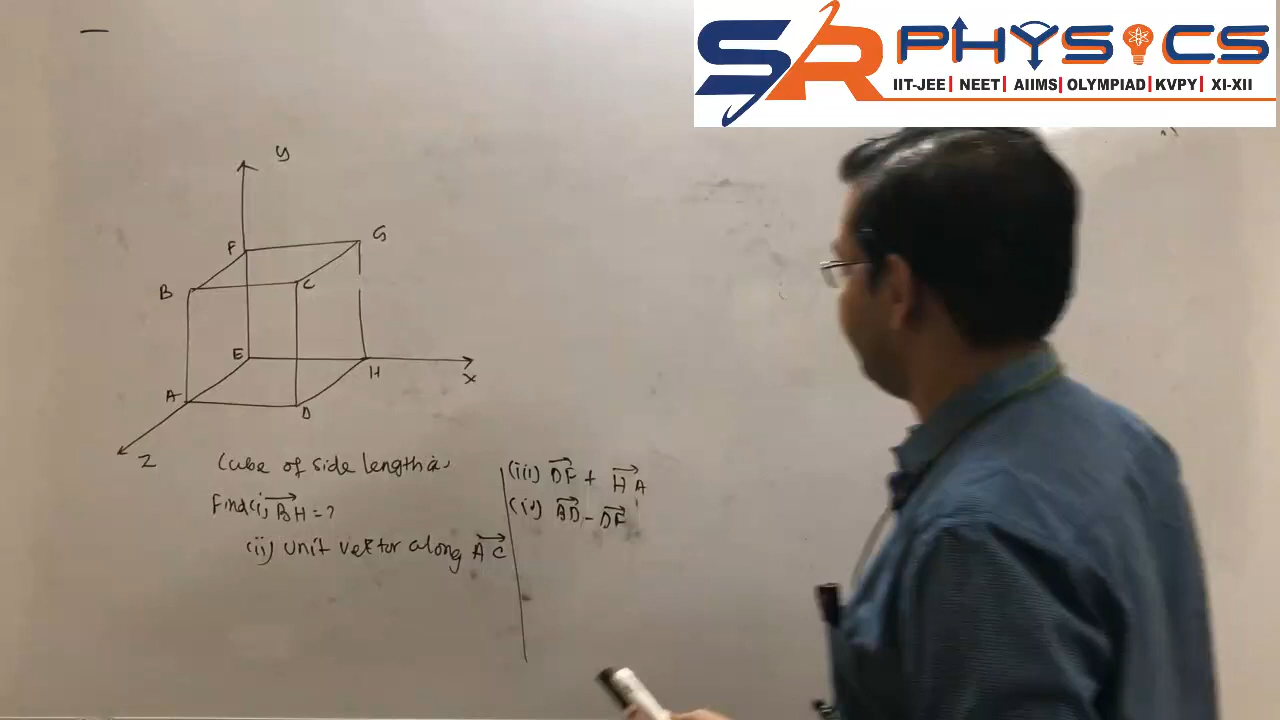 SR PHYSICS
IIT-JEE | NEET | AIIMS | OLYMPIAD | KVPY | XI-XII
y
F
G
B
C
E
H
x
A
D
z
Cube of side length a.
Find (i) BH = ?
(ii) unit vector along AC
(iii) DF + HA
(iv) BD - DF